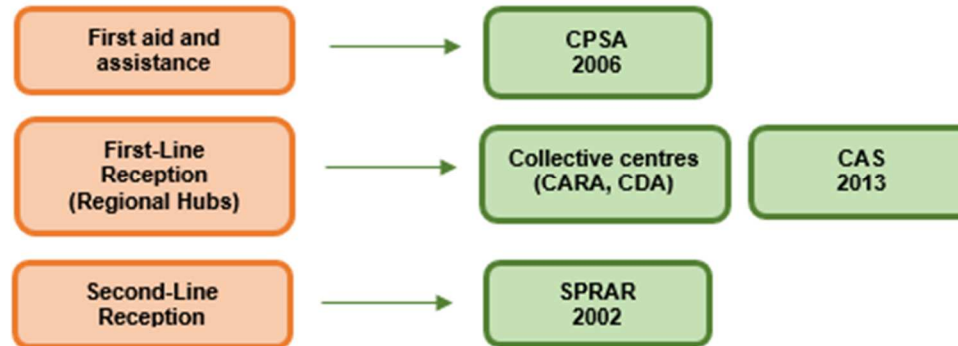 First aid and
assistance
CPSA
2006
First-Line
Reception
(Regional Hubs)
Collective centres
(CARA, CDA)
CAS
2013
Second-Line
Reception
SPRAR
2002